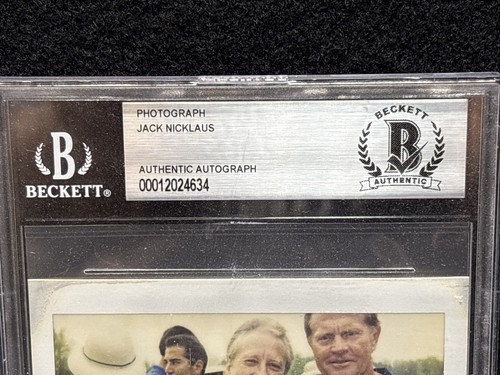 PHOTOGRAPH
JACK NICKLAUS
AUTHENTIC AUTOGRAPH
00012024634
B
BECKETT®
BECKETT
B
AUTHENTIC